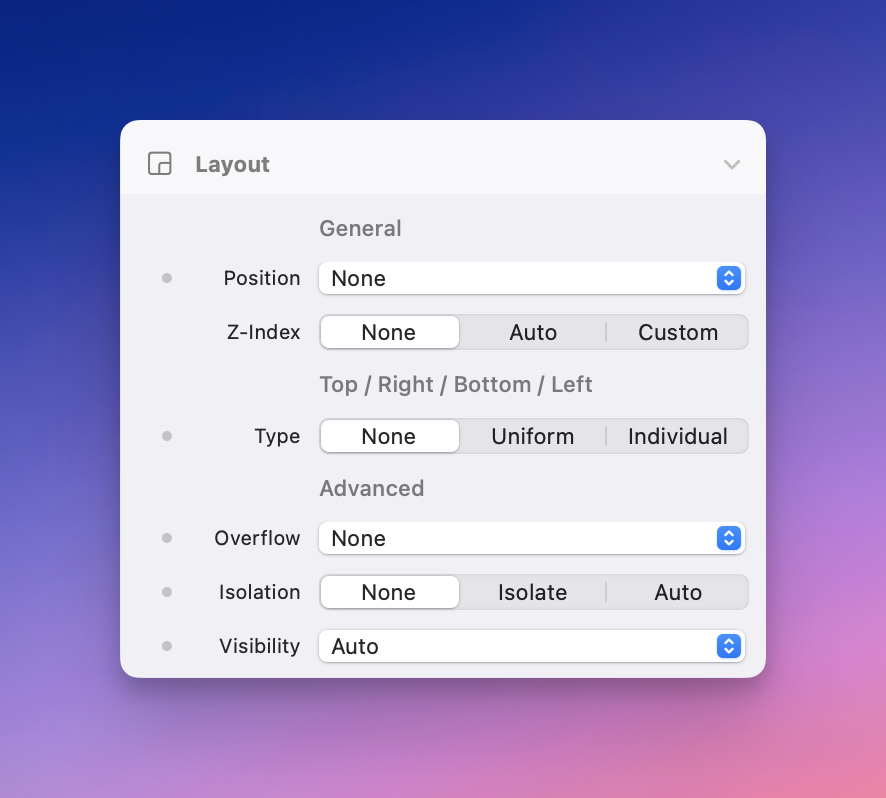 Layout
General
Position None
Z-Index None Auto Custom
Top / Right / Bottom / Left
Type None Uniform Individual
Advanced
Overflow None
Isolation None Isolate Auto
Visibility Auto